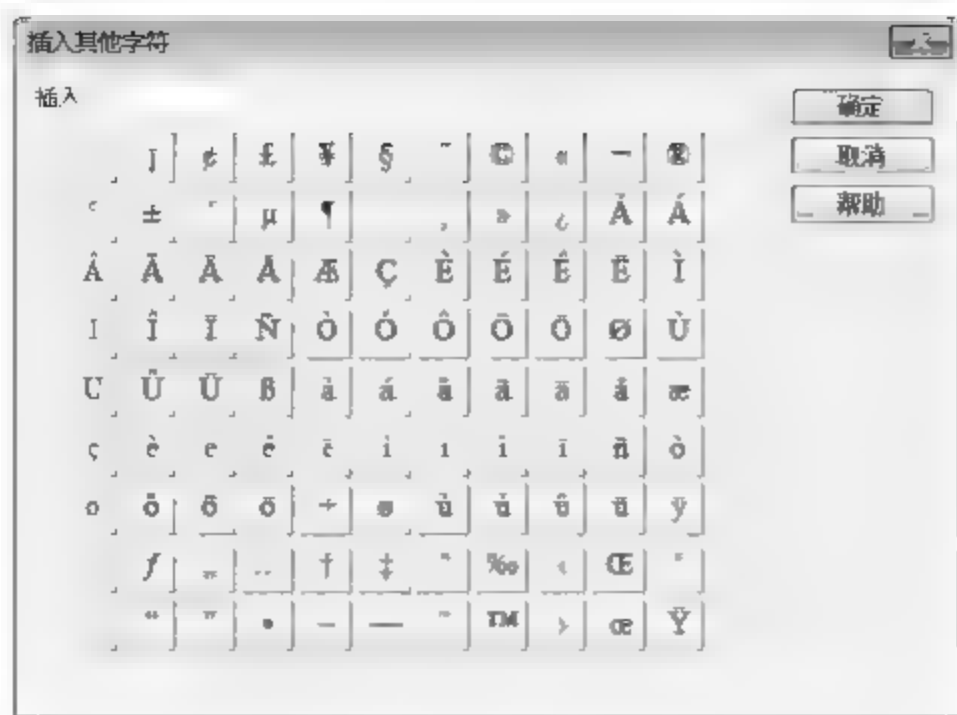 插入其他字符
插入
确定
取消
帮助
¢ £ ¥ § ¨ © « ®
± ´ µ ¶ ¸ » ¿ À Á
Â Æ Ç È É Ê Ë Ì
Î Ï Ñ Ò Ó Ô Õ Ö Ø Ù
ß à á æ
ç è ñ ò
ö ÷ ø ù ú û ü ÿ
ƒ „ † ‡ ‰ ‹ Œ
“ ” • – — ™ › œ Ÿ